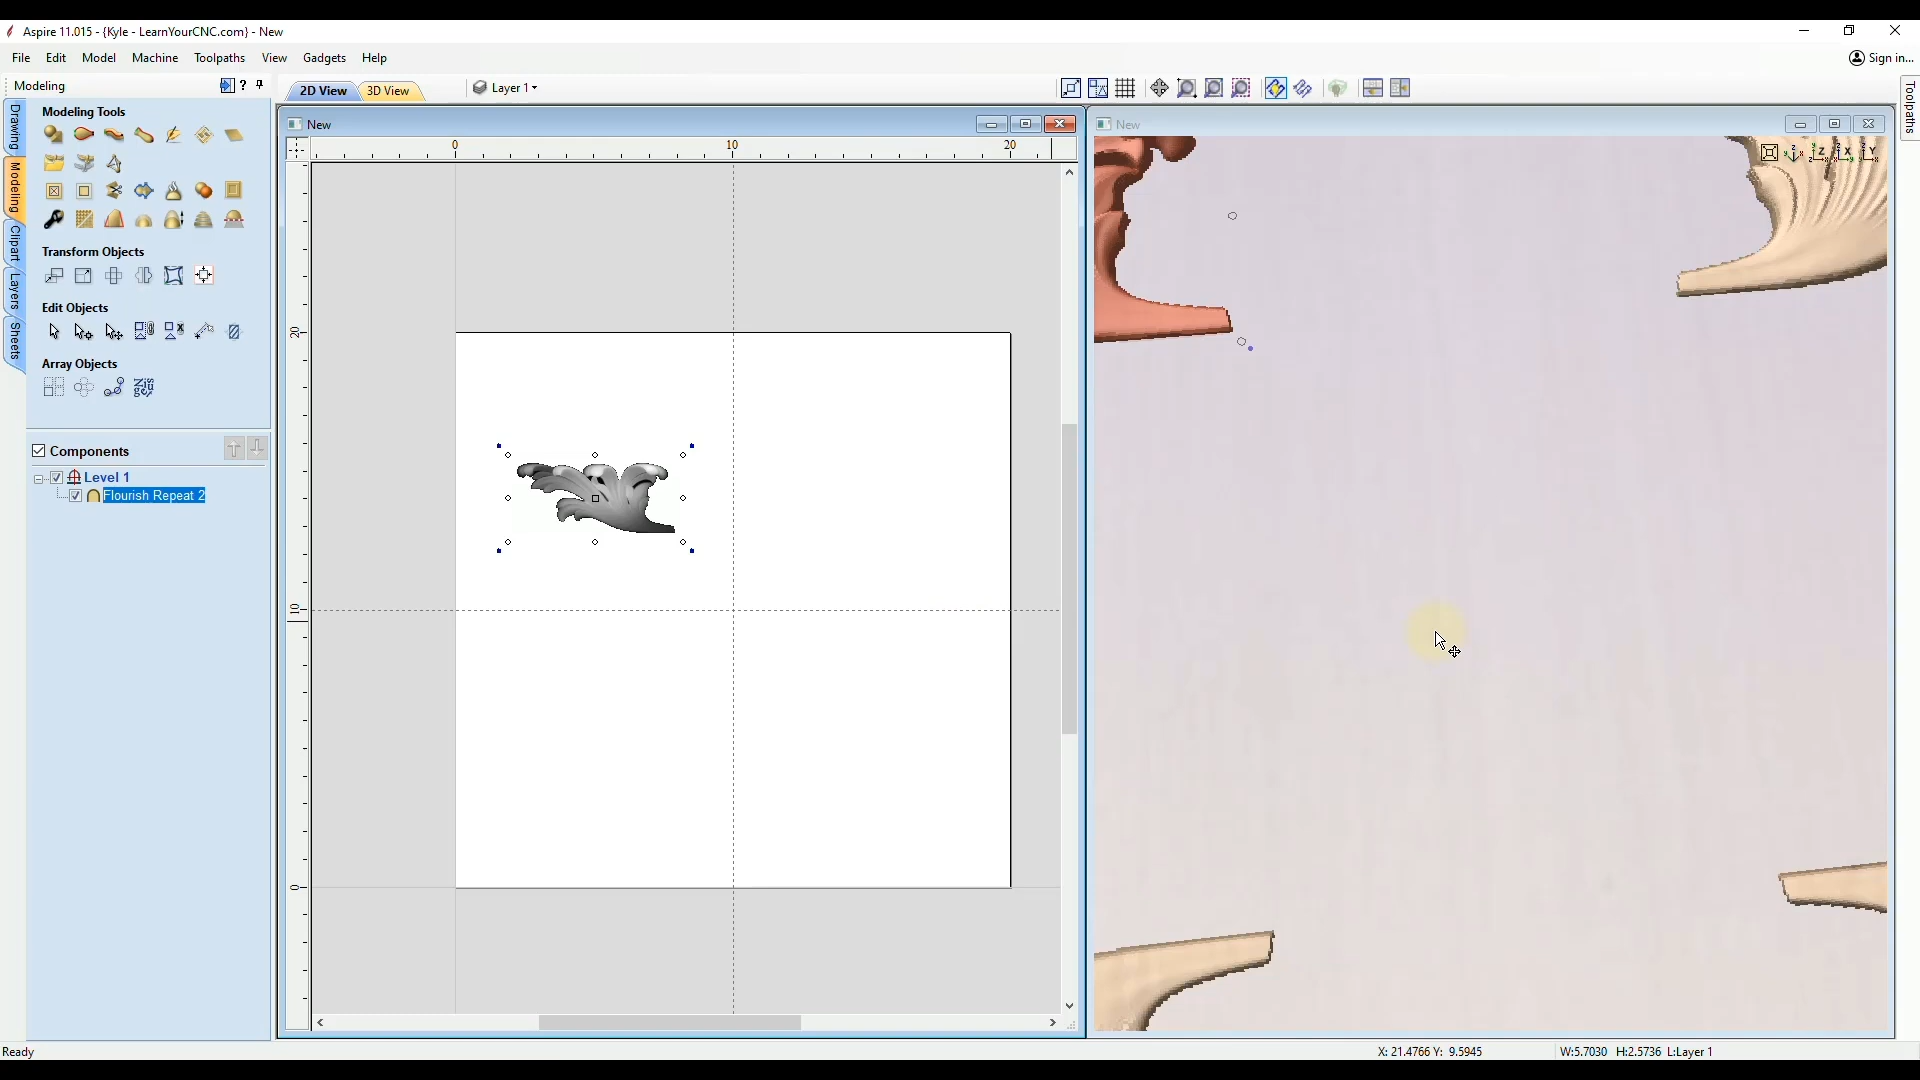 Aspire 11.015 - {Kyle - LearnYourCNC.com} - New
File Edit Model Machine Toolpaths View Gadgets Help
Sign in...
Modeling
?
2D View 3D View
Layer 1
Toolpaths
Drawing
Modeling
Clipart
Layers
Sheets
Modeling Tools
Transform Objects
Edit Objects
Array Objects
Components
Level 1
Flourish Repeat 2
New
0 10 20
20
10
0
New
Z X Y
Ready
X: 21.4766 Y: 9.5945
W:5.7030 H:2.5736 L:Layer 1